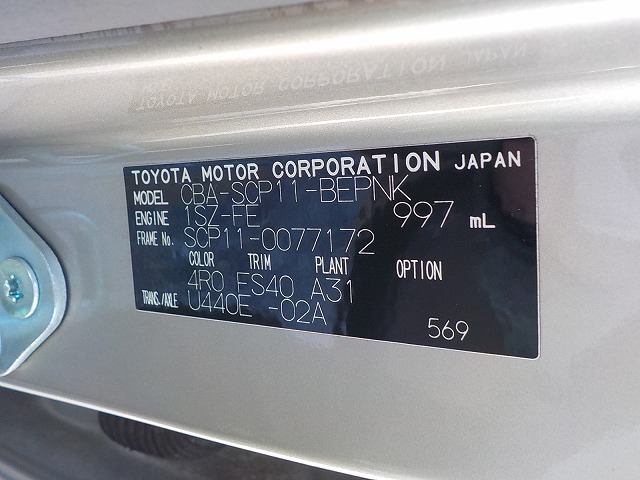 TOYOTA MOTOR CORPORATION JAPAN
MODEL CBA-SCP11-BEPNK
ENGINE 1SZ-FE 997 mL
FRAME No. SCP11-0077172
COLOR TRIM PLANT OPTION
4R0 FS40 A31
TRANS./AXLE U440E -02A
569